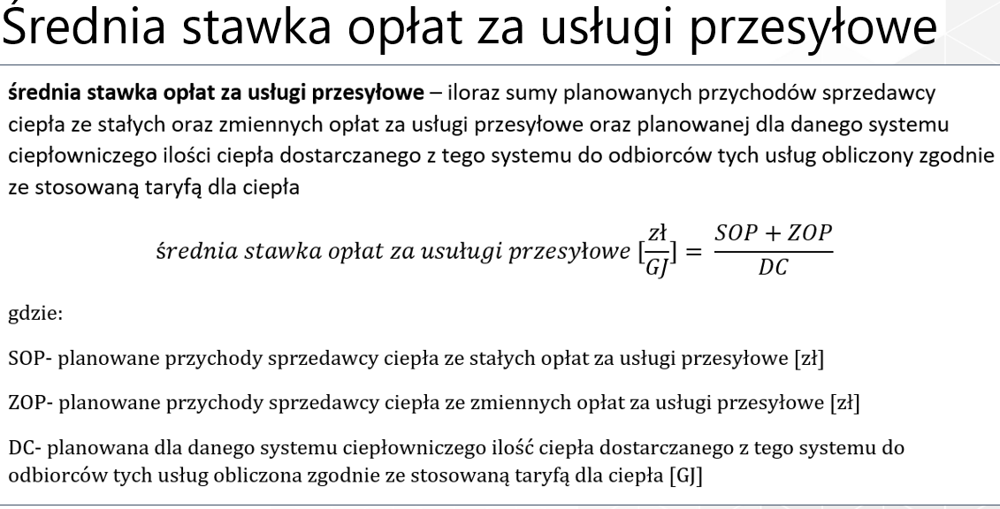 Średnia stawka opłat za usługi przesyłowe
średnia stawka opłat za usługi przesyłowe – iloraz sumy planowanych przychodów sprzedawcy
ciepła ze stałych oraz zmiennych opłat za usługi przesyłowe oraz planowanej dla danego systemu
ciepłowniczego ilości ciepła dostarczanego z tego systemu do odbiorców tych usług obliczony zgodnie
ze stosowaną taryfą dla ciepła
średnia stawka opłat za usuługi przesyłowe [zł/GJ] = (SOP + ZOP)/DC
gdzie:
SOP- planowane przychody sprzedawcy ciepła ze stałych opłat za usługi przesyłowe [zł]
ZOP- planowane przychody sprzedawcy ciepła ze zmiennych opłat za usługi przesyłowe [zł]
DC- planowana dla danego systemu ciepłowniczego ilość ciepła dostarczanego z tego systemu do
odbiorców tych usług obliczona zgodnie ze stosowaną taryfą dla ciepła [GJ]